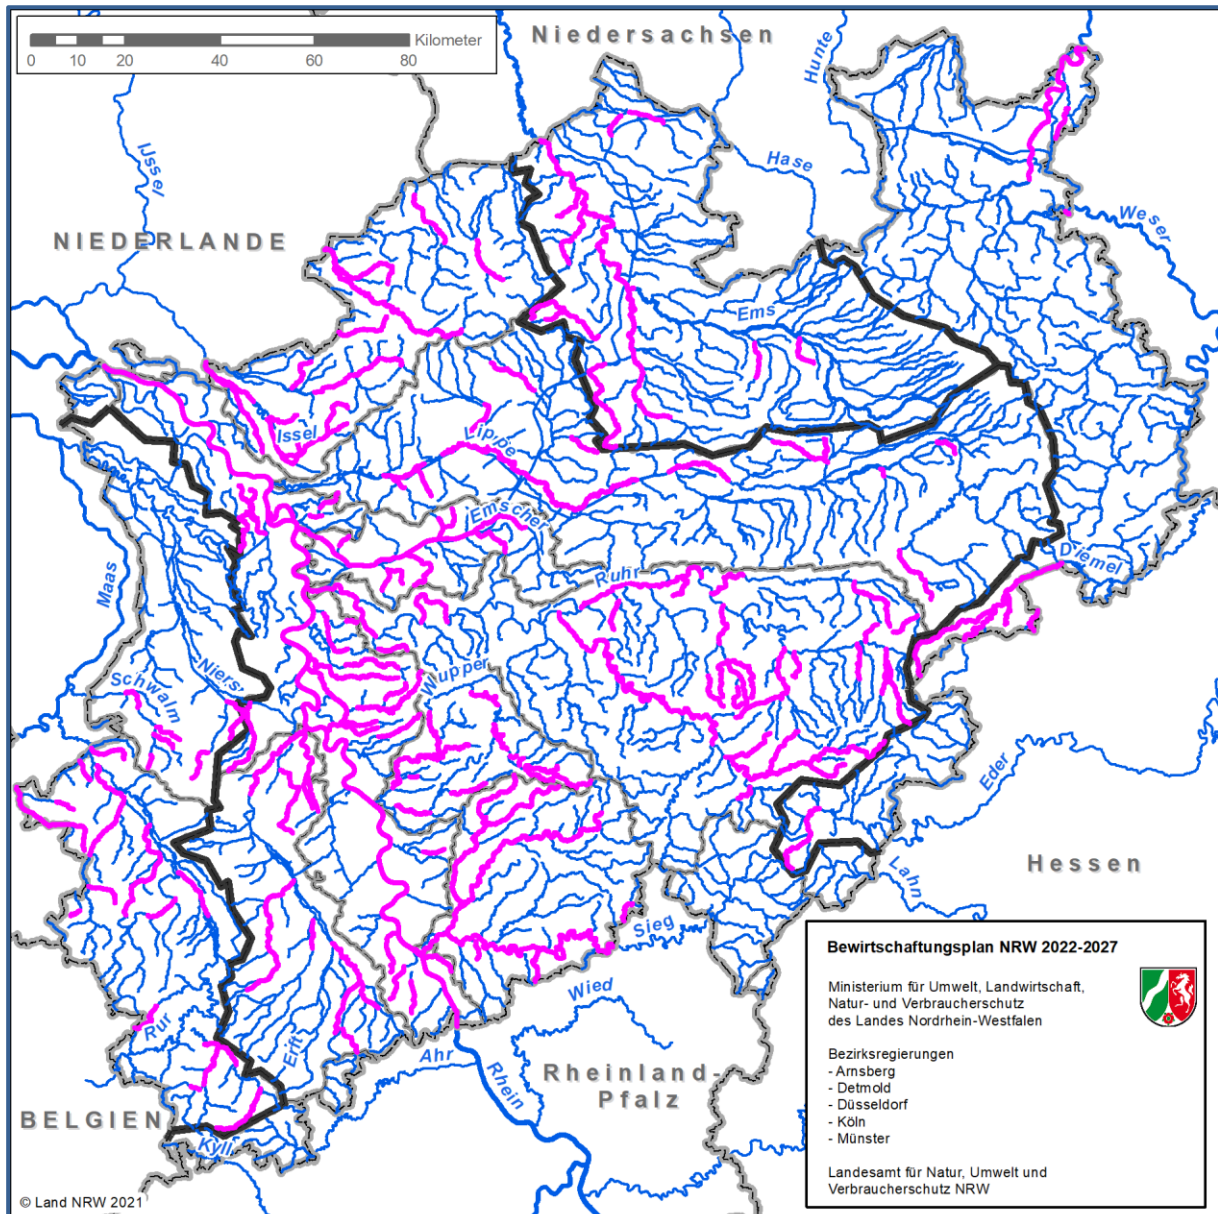 Kilometer
0 10 20 40 60 80
Niedersachsen
Hunte
IJssel
Hase
NIEDERLANDE
Weser
Ems
Issel
Lippe
Emscher
Maas
Diemel
Ruhr
Niers
Wupper
Schwalm
Eder
Hessen
Lahn
Sieg
Wied
Rur
Erft
Ahr
Rhein
Rheinland-
Pfalz
BELGIEN
Kyll
Bewirtschaftungsplan NRW 2022-2027
Ministerium für Umwelt, Landwirtschaft,
Natur- und Verbraucherschutz
des Landes Nordrhein-Westfalen
Bezirksregierungen
- Arnsberg
- Detmold
- Düsseldorf
- Köln
- Münster
Landesamt für Natur, Umwelt und
Verbraucherschutz NRW
© Land NRW 2021